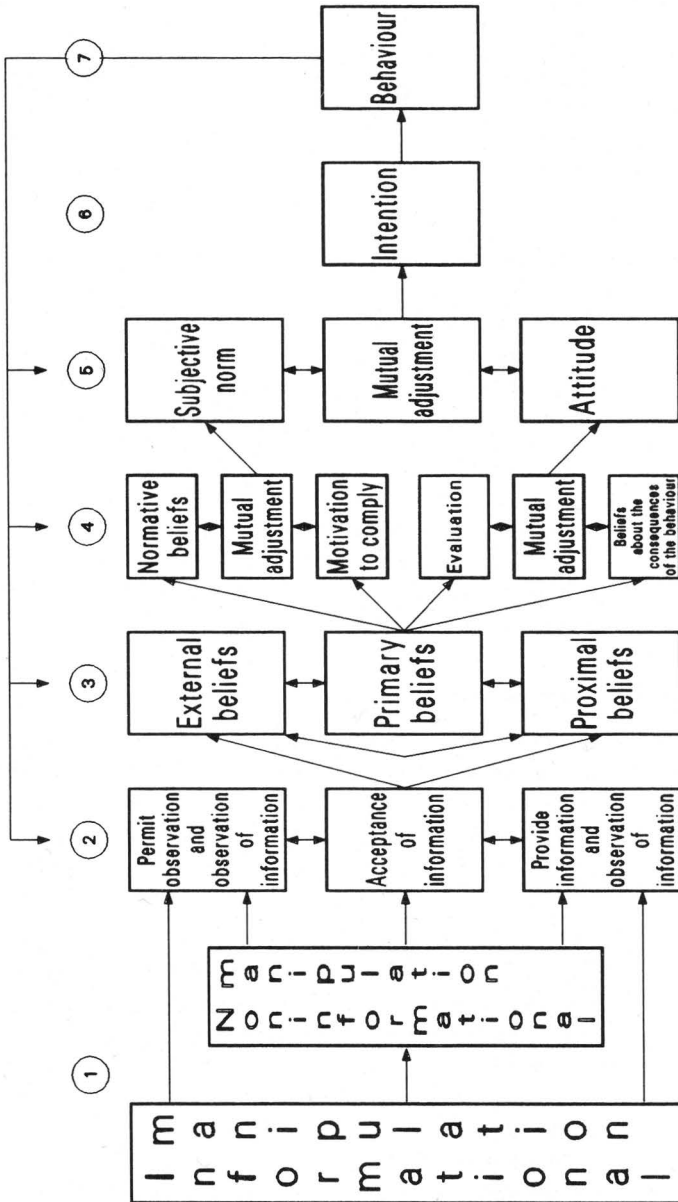 1
Informational
manipulation
Noninformational
manipulation
2
Permit
observation
and
observation
of
information
Acceptance
of
information
Provide
information
and
observation
of information
3
External
beliefs
Primary
beliefs
Proximal
beliefs
4
Normative
beliefs
Mutual
adjustment
Motivation
to comply
Evaluation
Mutual
adjustment
Beliefs
about the
consequences
of the behaviour
5
Subjective
norm
Mutual
adjustment
Attitude
6
Intention
7
Behaviour